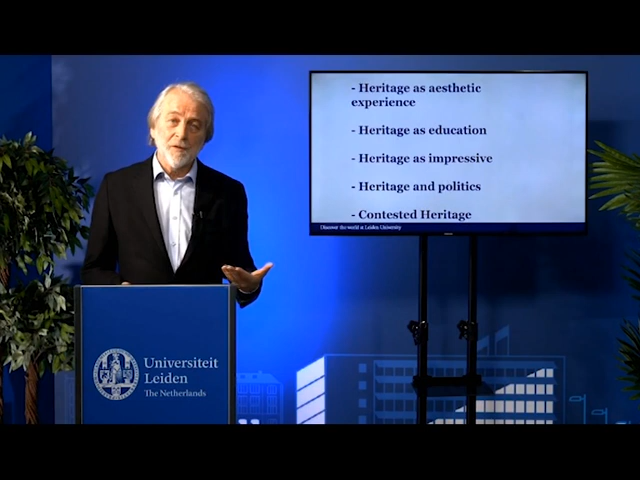 - Heritage as aesthetic
experience
- Heritage as education
- Heritage as impressive
- Heritage and politics
- Contested Heritage
Discover the world at Leiden University
Universiteit
Leiden
The Netherlands